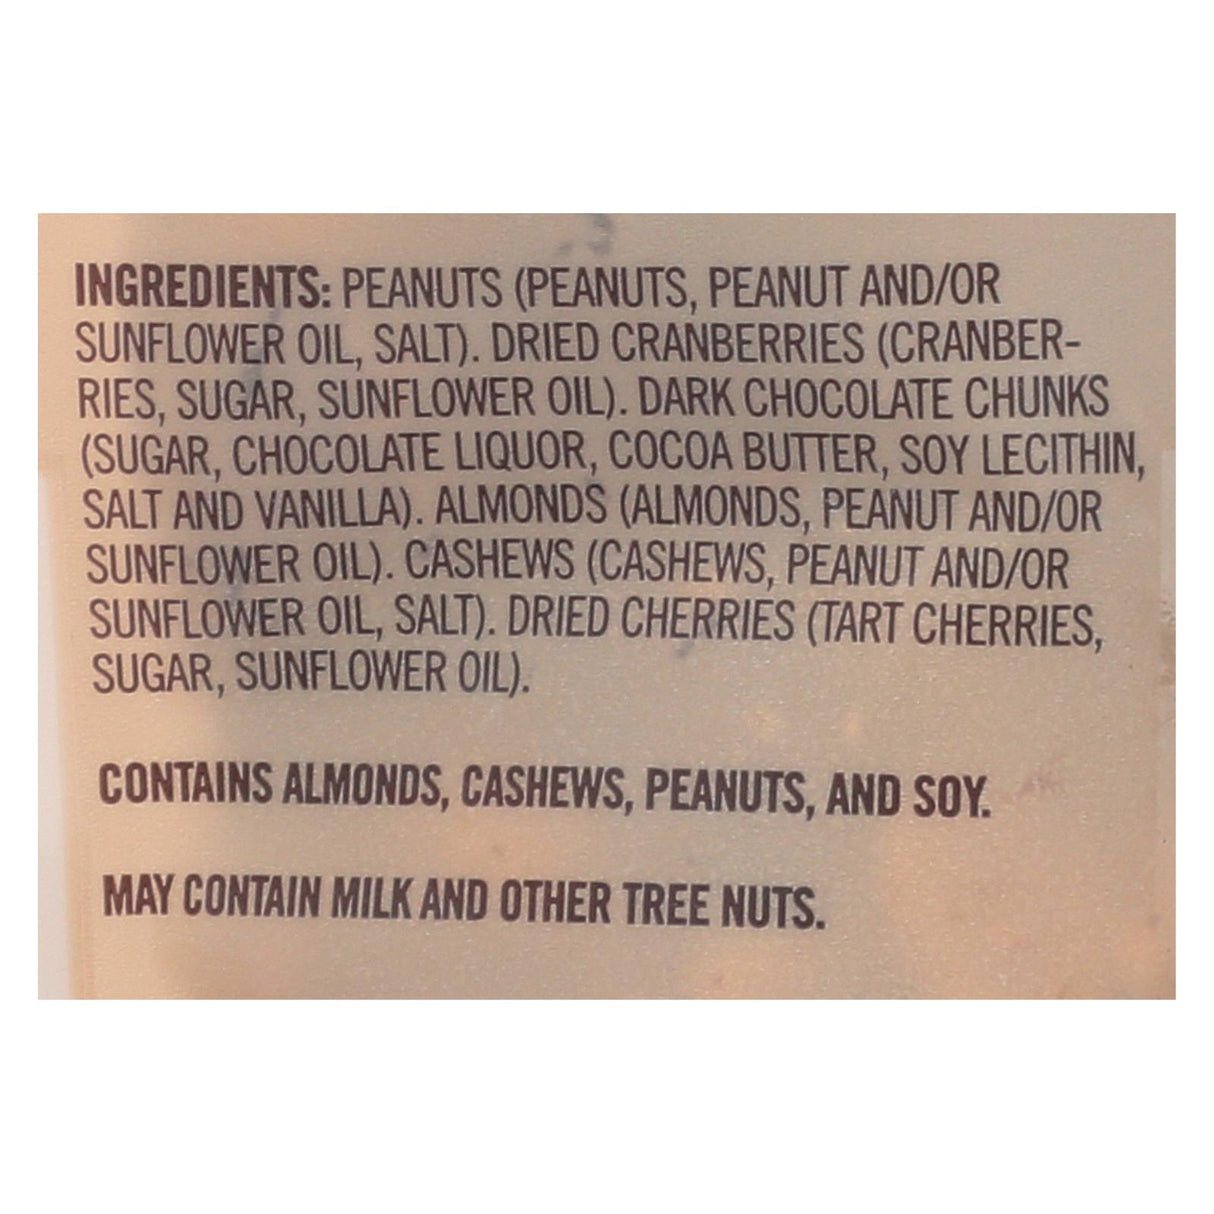 INGREDIENTS: PEANUTS (PEANUTS, PEANUT AND/OR
SUNFLOWER OIL, SALT). DRIED CRANBERRIES (CRANBER-
RIES, SUGAR, SUNFLOWER OIL). DARK CHOCOLATE CHUNKS
(SUGAR, CHOCOLATE LIQUOR, COCOA BUTTER, SOY LECITHIN,
SALT AND VANILLA). ALMONDS (ALMONDS, PEANUT AND/OR
SUNFLOWER OIL). CASHEWS (CASHEWS, PEANUT AND/OR
SUNFLOWER OIL, SALT). DRIED CHERRIES (TART CHERRIES,
SUGAR, SUNFLOWER OIL).
CONTAINS ALMONDS, CASHEWS, PEANUTS, AND SOY.
MAY CONTAIN MILK AND OTHER TREE NUTS.